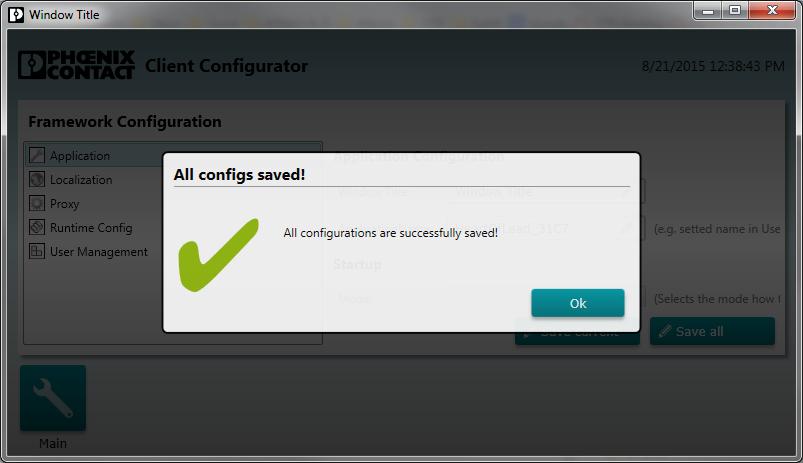 Window Title
PHŒNIX
CONTACT
Client Configurator
8/21/2015 12:38:43 PM
Framework Configuration
Application
Localization
Proxy
Runtime Config
User Management
Application Configuration
Window Title
Window Title
(e.g. setted name in Use
Startup
Mode
(Selects the mode how t
All configs saved!
All configurations are successfully saved!
Ok
Save current
Save all
Main